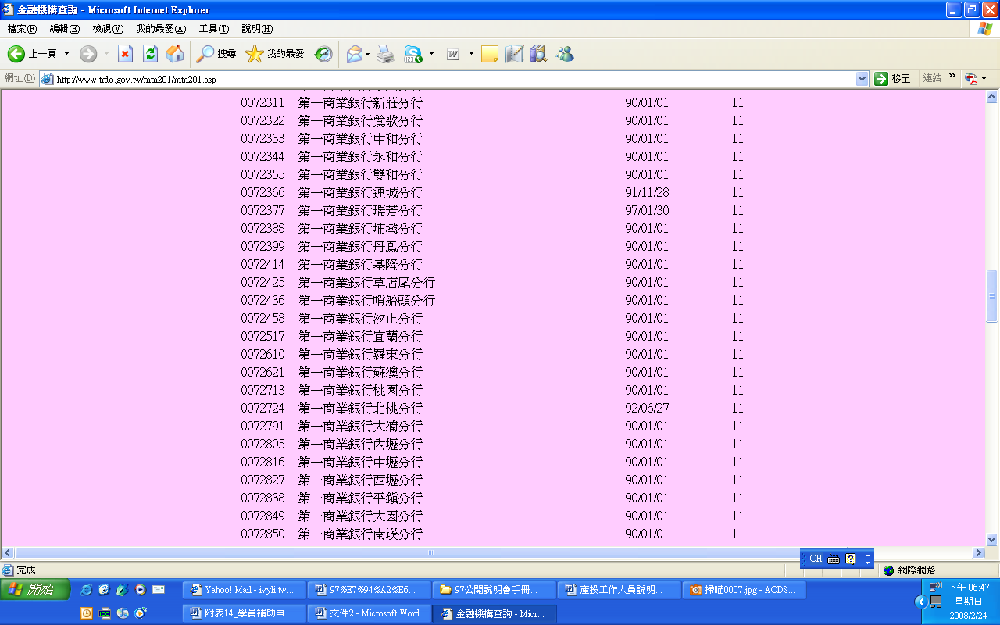 金融機構查詢 - Microsoft Internet Explorer
檔案(F) 編輯(E) 檢視(V) 我的最愛(A) 工具(T) 說明(H)
上一頁 搜尋 我的最愛
網址(D) http://www.trdo.gov.tw/mtn201/mtn201.asp 移至 連結 »
0072311 第一商業銀行新莊分行 90/01/01 11
0072322 第一商業銀行鶯歌分行 90/01/01 11
0072333 第一商業銀行中和分行 90/01/01 11
0072344 第一商業銀行永和分行 90/01/01 11
0072355 第一商業銀行雙和分行 90/01/01 11
0072366 第一商業銀行連城分行 91/11/28 11
0072377 第一商業銀行瑞芳分行 97/01/30 11
0072388 第一商業銀行埔墘分行 90/01/01 11
0072399 第一商業銀行丹鳳分行 90/01/01 11
0072414 第一商業銀行基隆分行 90/01/01 11
0072425 第一商業銀行草店尾分行 90/01/01 11
0072436 第一商業銀行哨船頭分行 90/01/01 11
0072458 第一商業銀行汐止分行 90/01/01 11
0072517 第一商業銀行宜蘭分行 90/01/01 11
0072610 第一商業銀行羅東分行 90/01/01 11
0072621 第一商業銀行蘇澳分行 90/01/01 11
0072713 第一商業銀行桃園分行 90/01/01 11
0072724 第一商業銀行北桃分行 92/06/27 11
0072791 第一商業銀行大湳分行 90/01/01 11
0072805 第一商業銀行內壢分行 90/01/01 11
0072816 第一商業銀行中壢分行 90/01/01 11
0072827 第一商業銀行西壢分行 90/01/01 11
0072838 第一商業銀行平鎮分行 90/01/01 11
0072849 第一商業銀行大園分行 90/01/01 11
0072850 第一商業銀行南崁分行 90/01/01 11
CH
完成 網際網路
開始 Yahoo! Mail - ivyli.tw... 97%E7%94%A2%E6... 97公開說明會手冊... 產投工作人員說明... 掃瞄0007.jpg - ACDS... 下午 06:47
星期日
附表14_學員補助申... 文件2 - Microsoft Word 金融機構查詢 - Micr... 2008/2/24